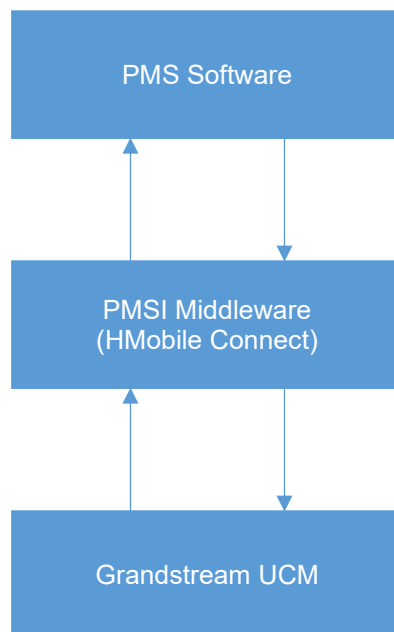 PMS Software
PMSI Middleware
(HMobile Connect)
Grandstream UCM